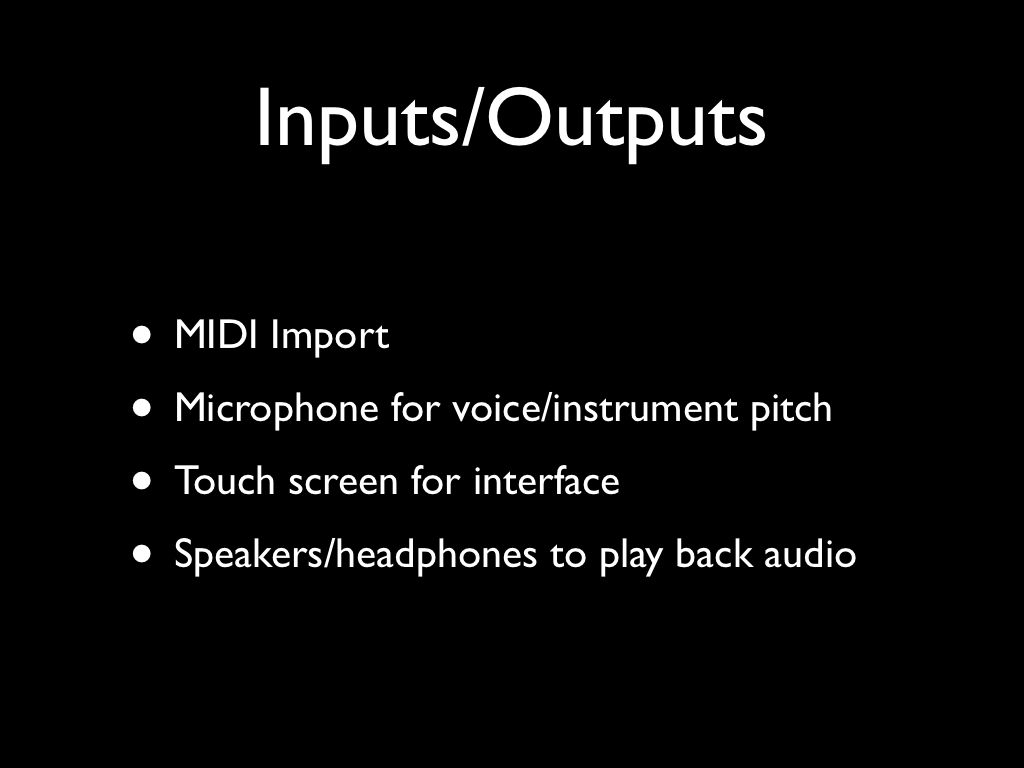 Inputs/Outputs
• MIDI Import
• Microphone for voice/instrument pitch
• Touch screen for interface
• Speakers/headphones to play back audio